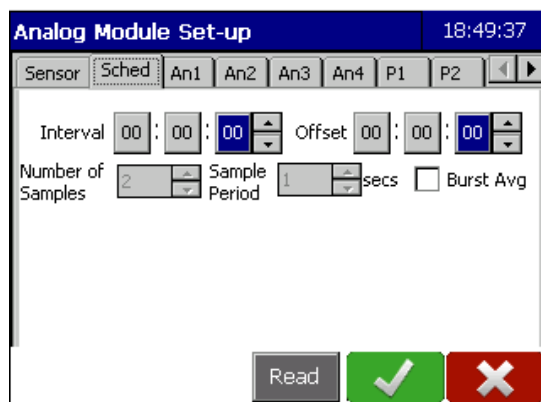 Analog Module Set-up 18:49:37
Sensor Sched An1 An2 An3 An4 P1 P2
Interval 00 : 00 : 00 Offset 00 : 00 : 00
Number of Samples 2 Sample Period 1 secs Burst Avg
Read